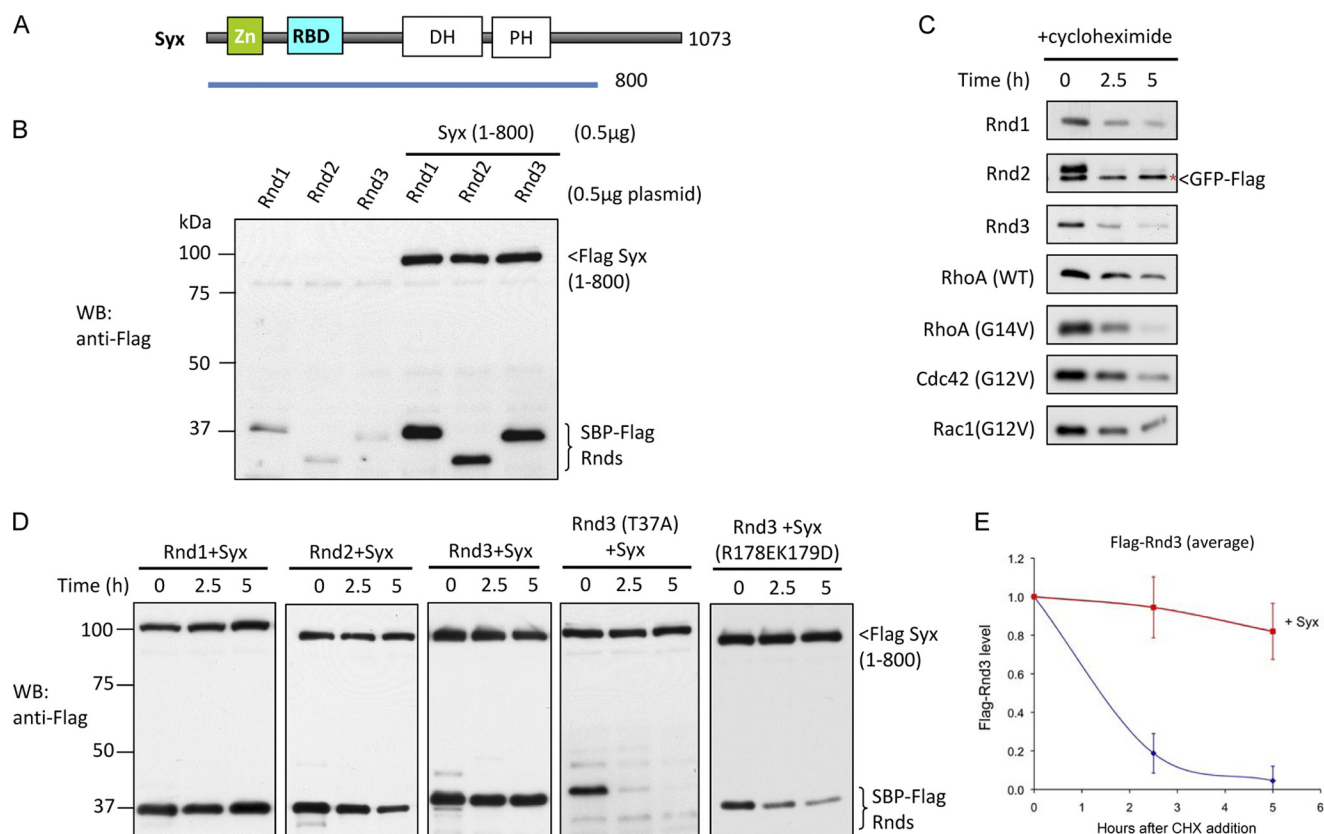 A
Syx Zn RBD DH PH 1073
800
B
Syx (1-800) (0.5µg)
Rnd1 Rnd2 Rnd3 Rnd1 Rnd2 Rnd3 (0.5µg plasmid)
kDa
100
75
50
37
WB:
anti-Flag
<Flag Syx
(1-800)
SBP-Flag
Rnds
C
+cycloheximide
Time (h) 0 2.5 5
Rnd1
Rnd2 * <GFP-Flag
Rnd3
RhoA (WT)
RhoA (G14V)
Cdc42 (G12V)
Rac1(G12V)
D
Rnd1+Syx
Rnd2+Syx
Rnd3+Syx
Rnd3 (T37A)
+Syx
Rnd3 +Syx
(R178EK179D)
Time (h) 0 2.5 5 0 2.5 5 0 2.5 5 0 2.5 5 0 2.5 5
100
75
50
37
WB:
anti-Flag
<Flag Syx
(1-800)
SBP-Flag
Rnds
E
Flag-Rnd3 (average)
1.2
1.0
0.8
0.6
0.4
0.2
0
+ Syx
Flag-Rnd3 level
0 1 2 3 4 5 6
Hours after CHX addition